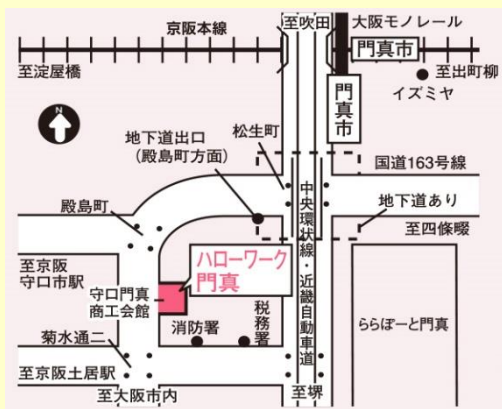 至吹田
大阪モノレール
京阪本線
門真市
至淀屋橋
至出町柳
イズミヤ
門真市
松生町
地下道出口
（殿島町方面）
国道163号線
地下道あり
殿島町
中央環状線・近畿自動車道
至四條畷
ハローワーク
門真
至京阪
守口市駅
守口門真
商工会館
消防署
税務署
ららぽーと門真
菊水通二
至京阪土居駅
至大阪市内
至堺